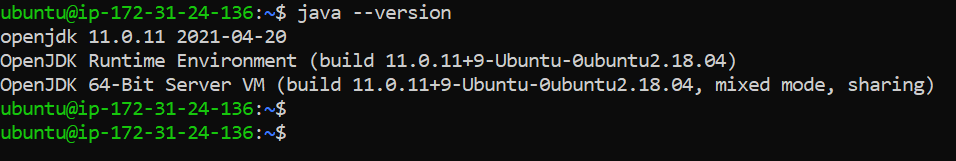 ubuntu@ip-172-31-24-136:~$ java --version
openjdk 11.0.11 2021-04-20
OpenJDK Runtime Environment (build 11.0.11+9-Ubuntu-0ubuntu2.18.04)
OpenJDK 64-Bit Server VM (build 11.0.11+9-Ubuntu-0ubuntu2.18.04, mixed mode, sharing)
ubuntu@ip-172-31-24-136:~$
ubuntu@ip-172-31-24-136:~$